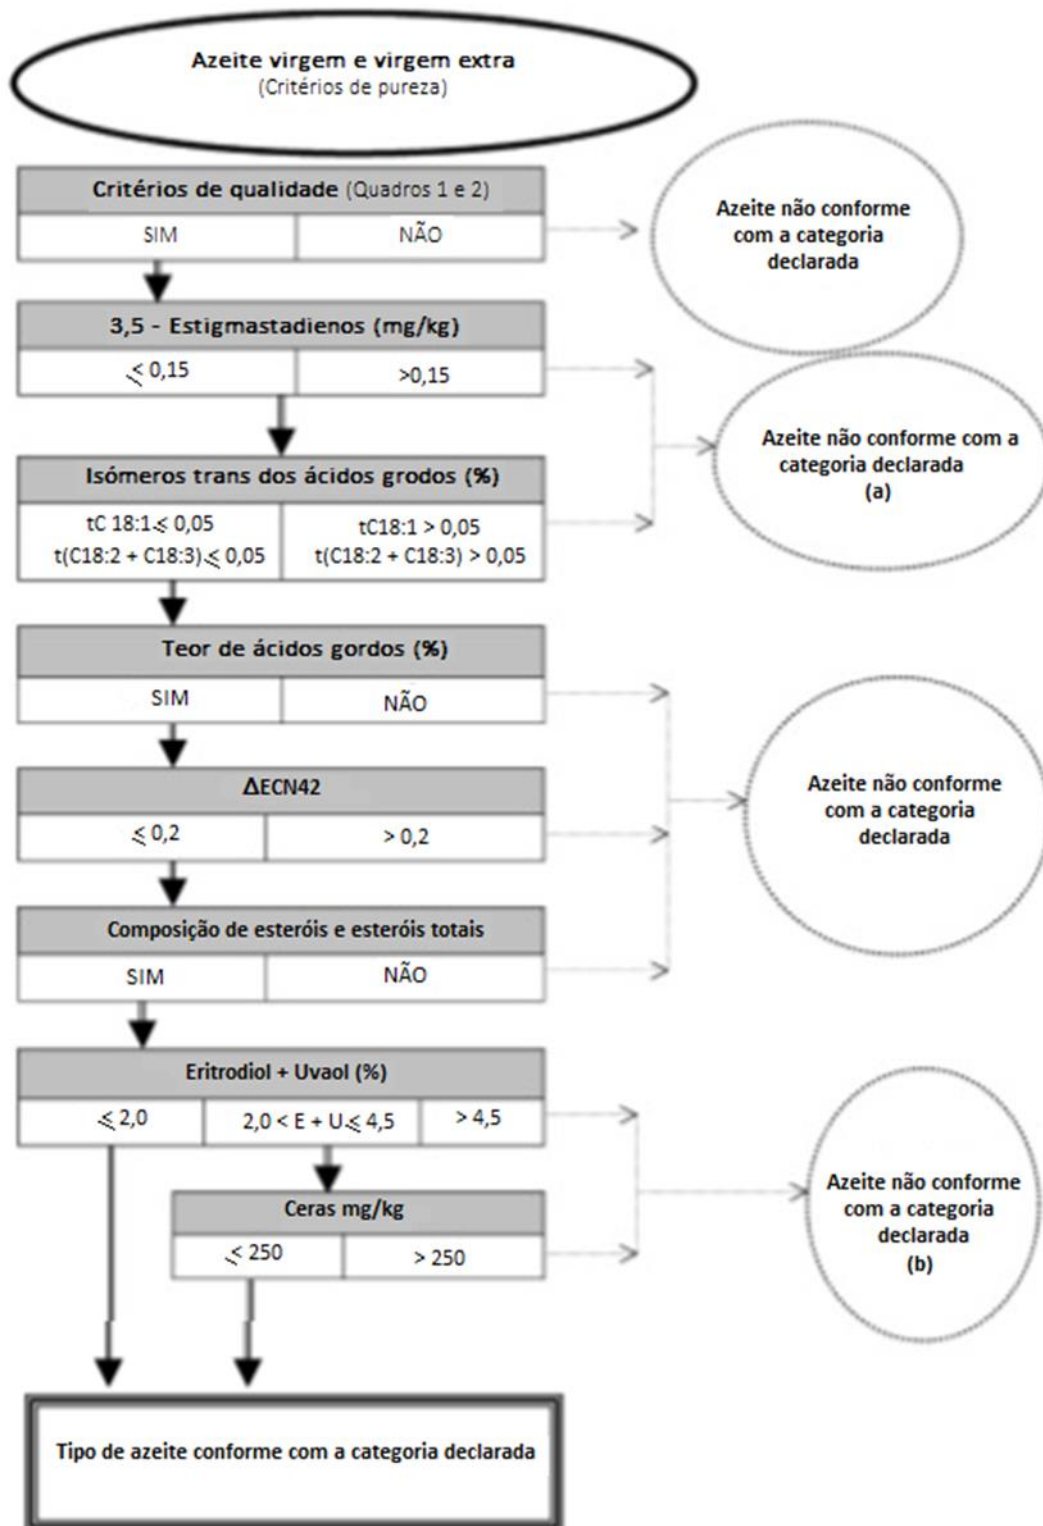 Azeite virgem e virgem extra
(Critérios de pureza)
Critérios de qualidade (Quadros 1 e 2)
SIM NÃO
Azeite não conforme
com a categoria
declarada
3,5 - Estigmastadienos (mg/kg)
⩽ 0,15 >0,15
Azeite não conforme com a
categoria declarada
(a)
Isómeros trans dos ácidos grodos (%)
tC 18:1⩽ 0,05 tC18:1 > 0,05
t(C18:2 + C18:3)⩽ 0,05 t(C18:2 + C18:3) > 0,05
Teor de ácidos gordos (%)
SIM NÃO
ΔECN42
⩽ 0,2 > 0,2
Azeite não conforme
com a categoria
declarada
Composição de esteróis e esteróis totais
SIM NÃO
Eritrodiol + Uvaol (%)
⩽ 2,0 2,0 < E + U⩽ 4,5 > 4,5
Ceras mg/kg
⩽ 250 > 250
Azeite não conforme
com a categoria
declarada
(b)
Tipo de azeite conforme com a categoria declarada